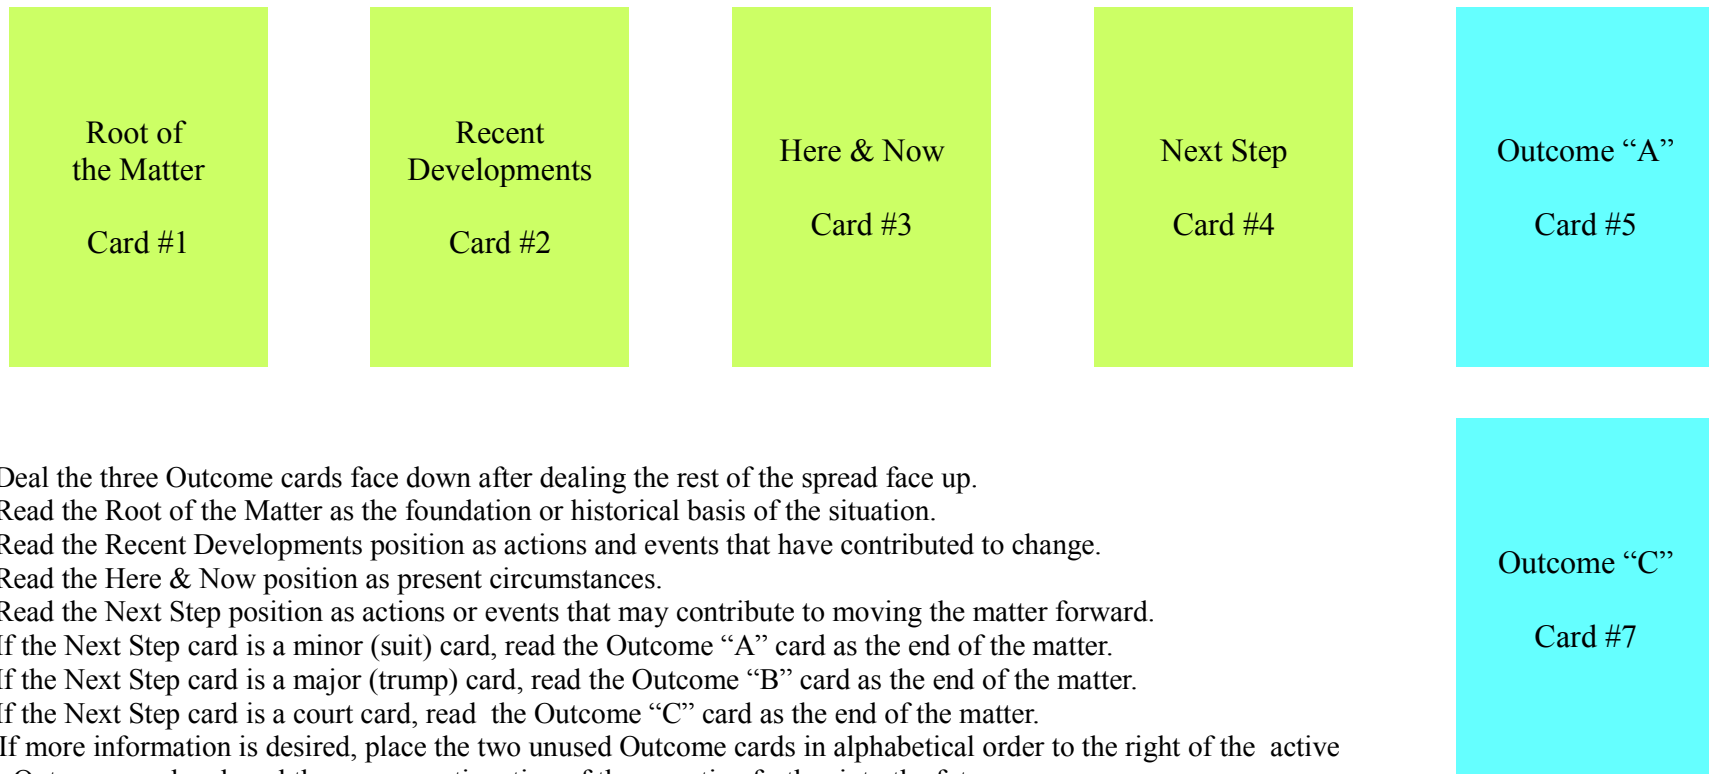 Root of
the Matter
Card #1
Recent
Developments
Card #2
Here & Now
Card #3
Next Step
Card #4
Outcome “A”
Card #5
Deal the three Outcome cards face down after dealing the rest of the spread face up.
Read the Root of the Matter as the foundation or historical basis of the situation.
Read the Recent Developments position as actions and events that have contributed to change.
Read the Here & Now position as present circumstances.
Read the Next Step position as actions or events that may contribute to moving the matter forward.
If the Next Step card is a minor (suit) card, read the Outcome “A” card as the end of the matter.
If the Next Step card is a major (trump) card, read the Outcome “B” card as the end of the matter.
If the Next Step card is a court card, read  the Outcome “C” card as the end of the matter.
If more information is desired, place the two unused Outcome cards in alphabetical order to the right of the  active
Outcome “C”
Card #7